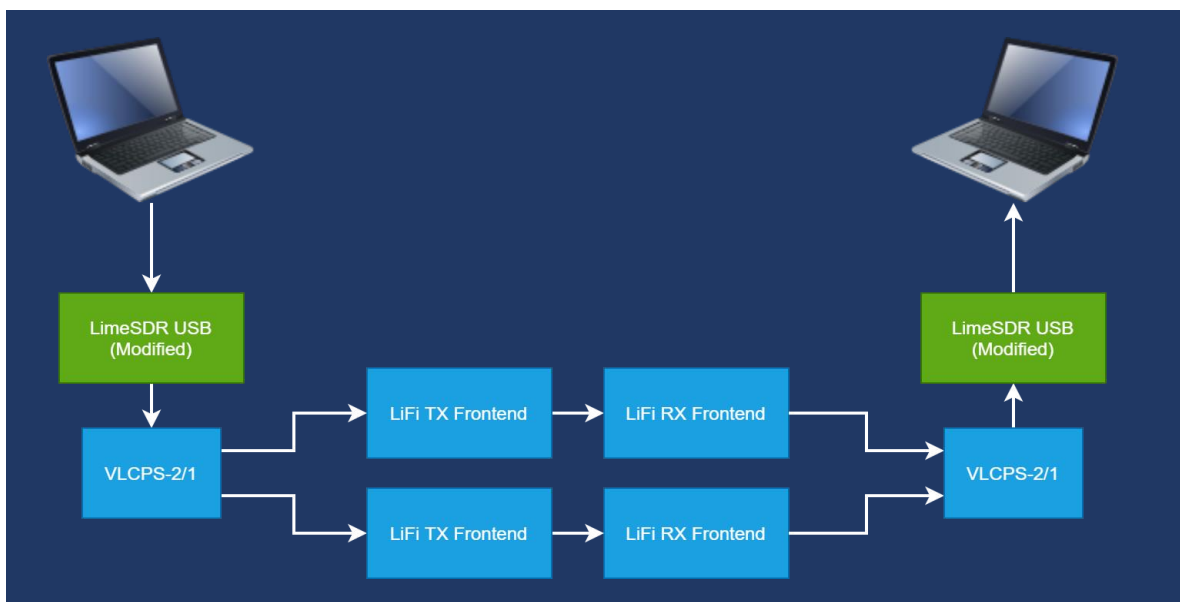 LimeSDR USB
(Modified)
LimeSDR USB
(Modified)
LiFi TX Frontend
LiFi RX Frontend
VLCPS-2/1
VLCPS-2/1
LiFi TX Frontend
LiFi RX Frontend